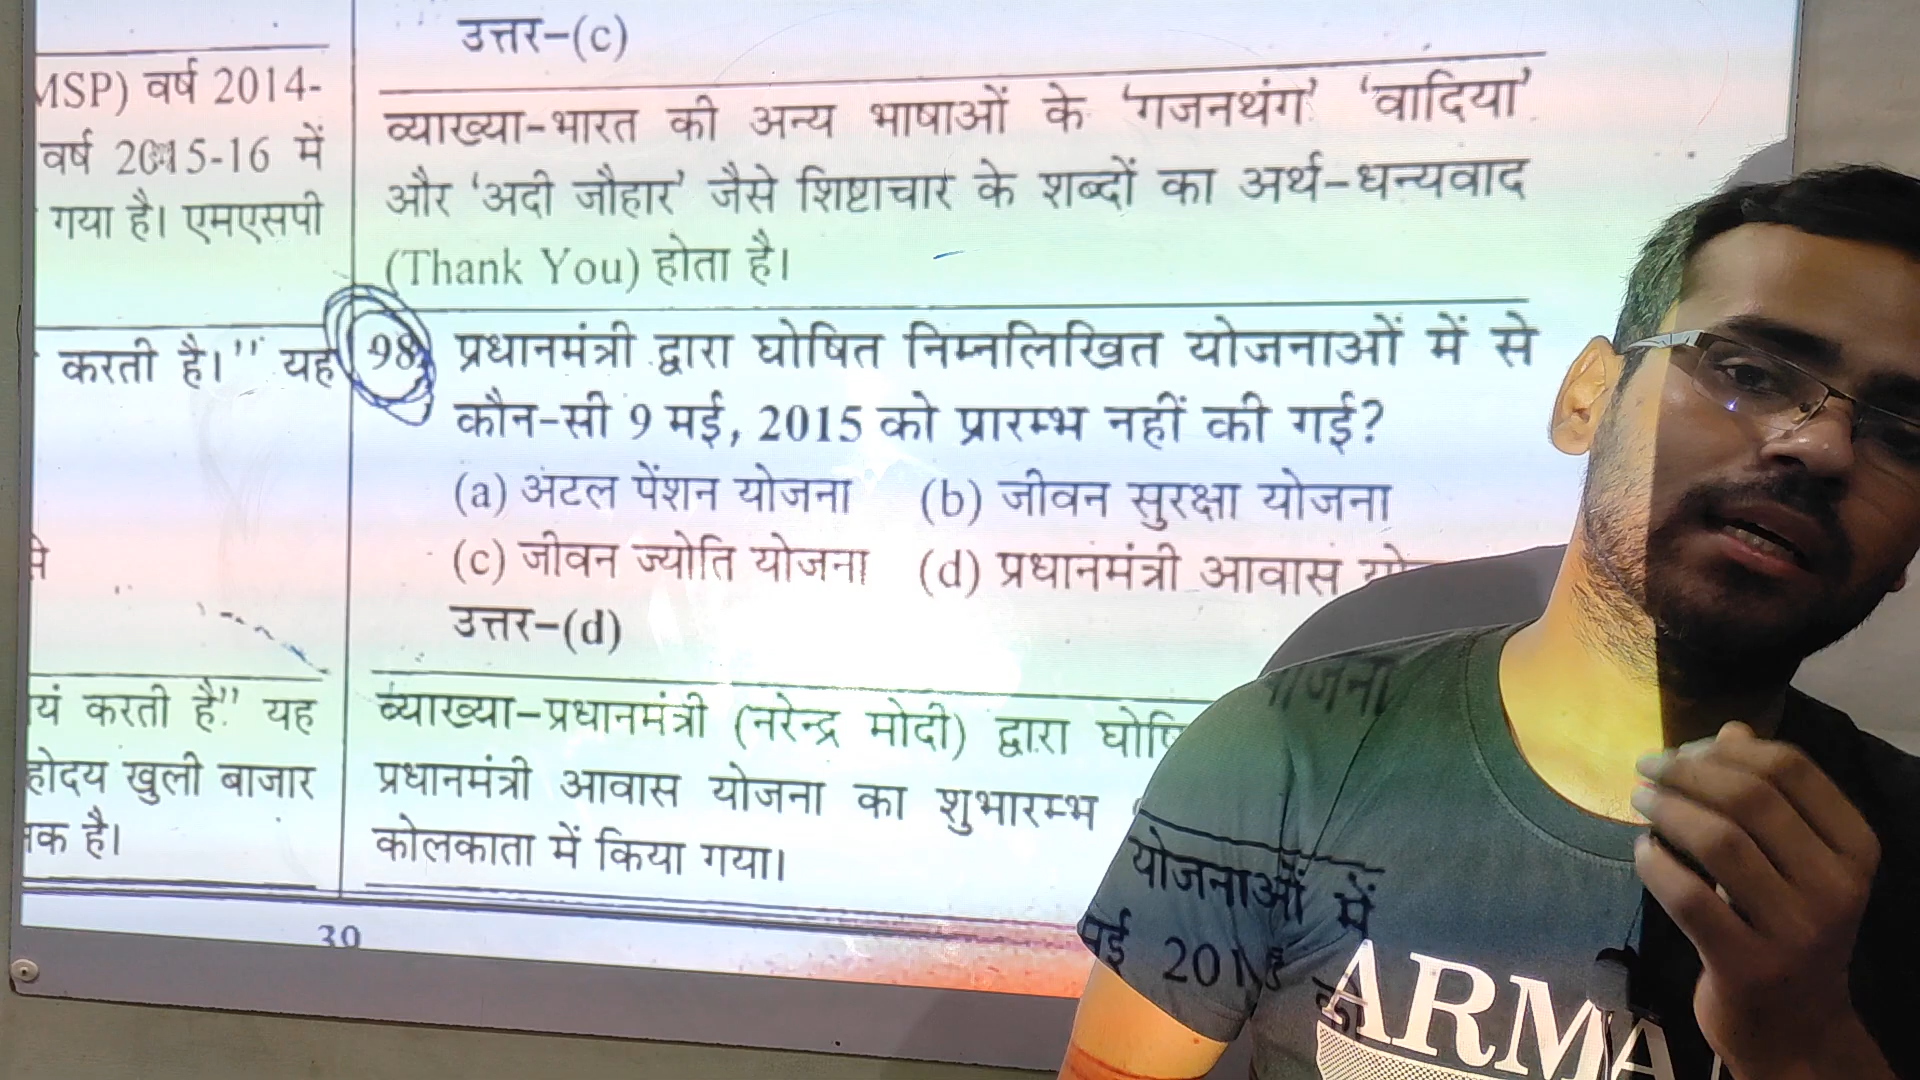 उत्तर–(c)
MSP) वर्ष 2014-
वर्ष 2015-16 में
गया है। एमएसपी
व्याख्या–भारत की अन्य भाषाओं के ‘गजनथंग’ ‘वादिया’
और ‘अदी जौहार’ जैसे शिष्टाचार के शब्दों का अर्थ–धन्यवाद
(Thank You) होता है।
करती है।’’ यह
98 प्रधानमंत्री द्वारा घोषित निम्नलिखित योजनाओं में से
कौन-सी 9 मई, 2015 को प्रारम्भ नहीं की गई?
(a) अटल पेंशन योजना (b) जीवन सुरक्षा योजना
(c) जीवन ज्योति योजना (d) प्रधानमंत्री आवास
उत्तर–(d)
करती है’’ यह
खुली बाजार
है।
व्याख्या–प्रधानमंत्री (नरेन्द्र मोदी) द्वारा
प्रधानमंत्री आवास योजना का शुभारम्भ
कोलकाता में किया गया।
योजनाओं में
मई
को
30
ARMA